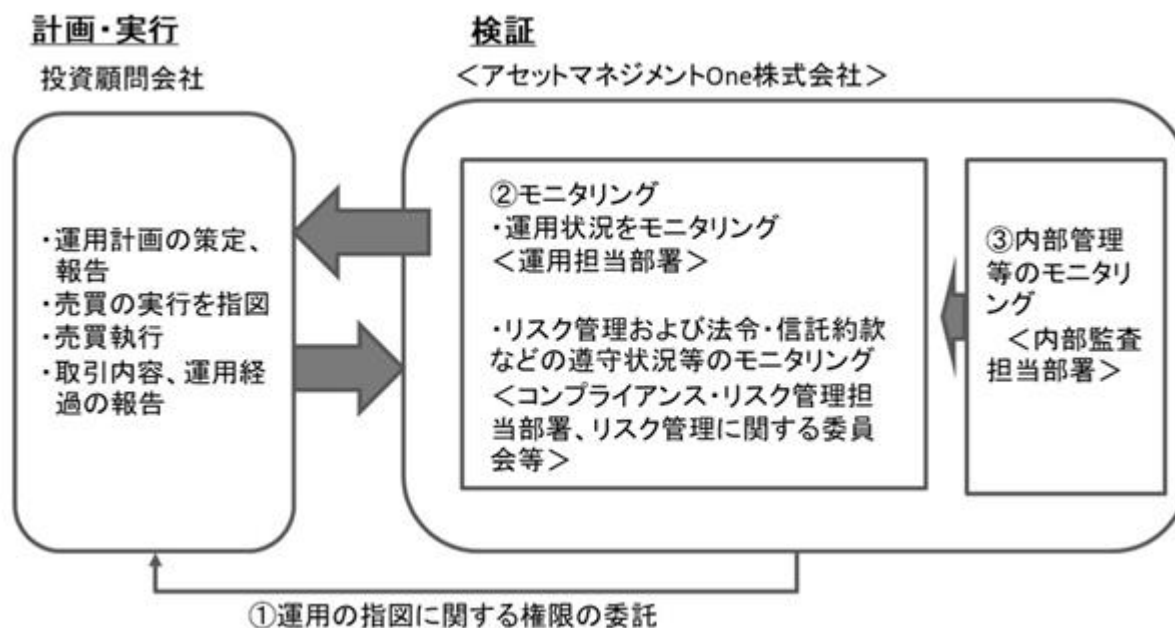 計画・実行
投資顧問会社
・運用計画の策定、
報告
・売買の実行を指図
・売買執行
・取引内容、運用経
過の報告
検証
＜アセットマネジメントOne株式会社＞
②モニタリング
・運用状況をモニタリング
＜運用担当部署＞
・リスク管理および法令・信託約款
などの遵守状況等のモニタリング
＜コンプライアンス・リスク管理担
当部署、リスク管理に関する委員
会等＞
③内部管理
等のモニタリ
ング
＜内部監査
担当部署＞
①運用の指図に関する権限の委託